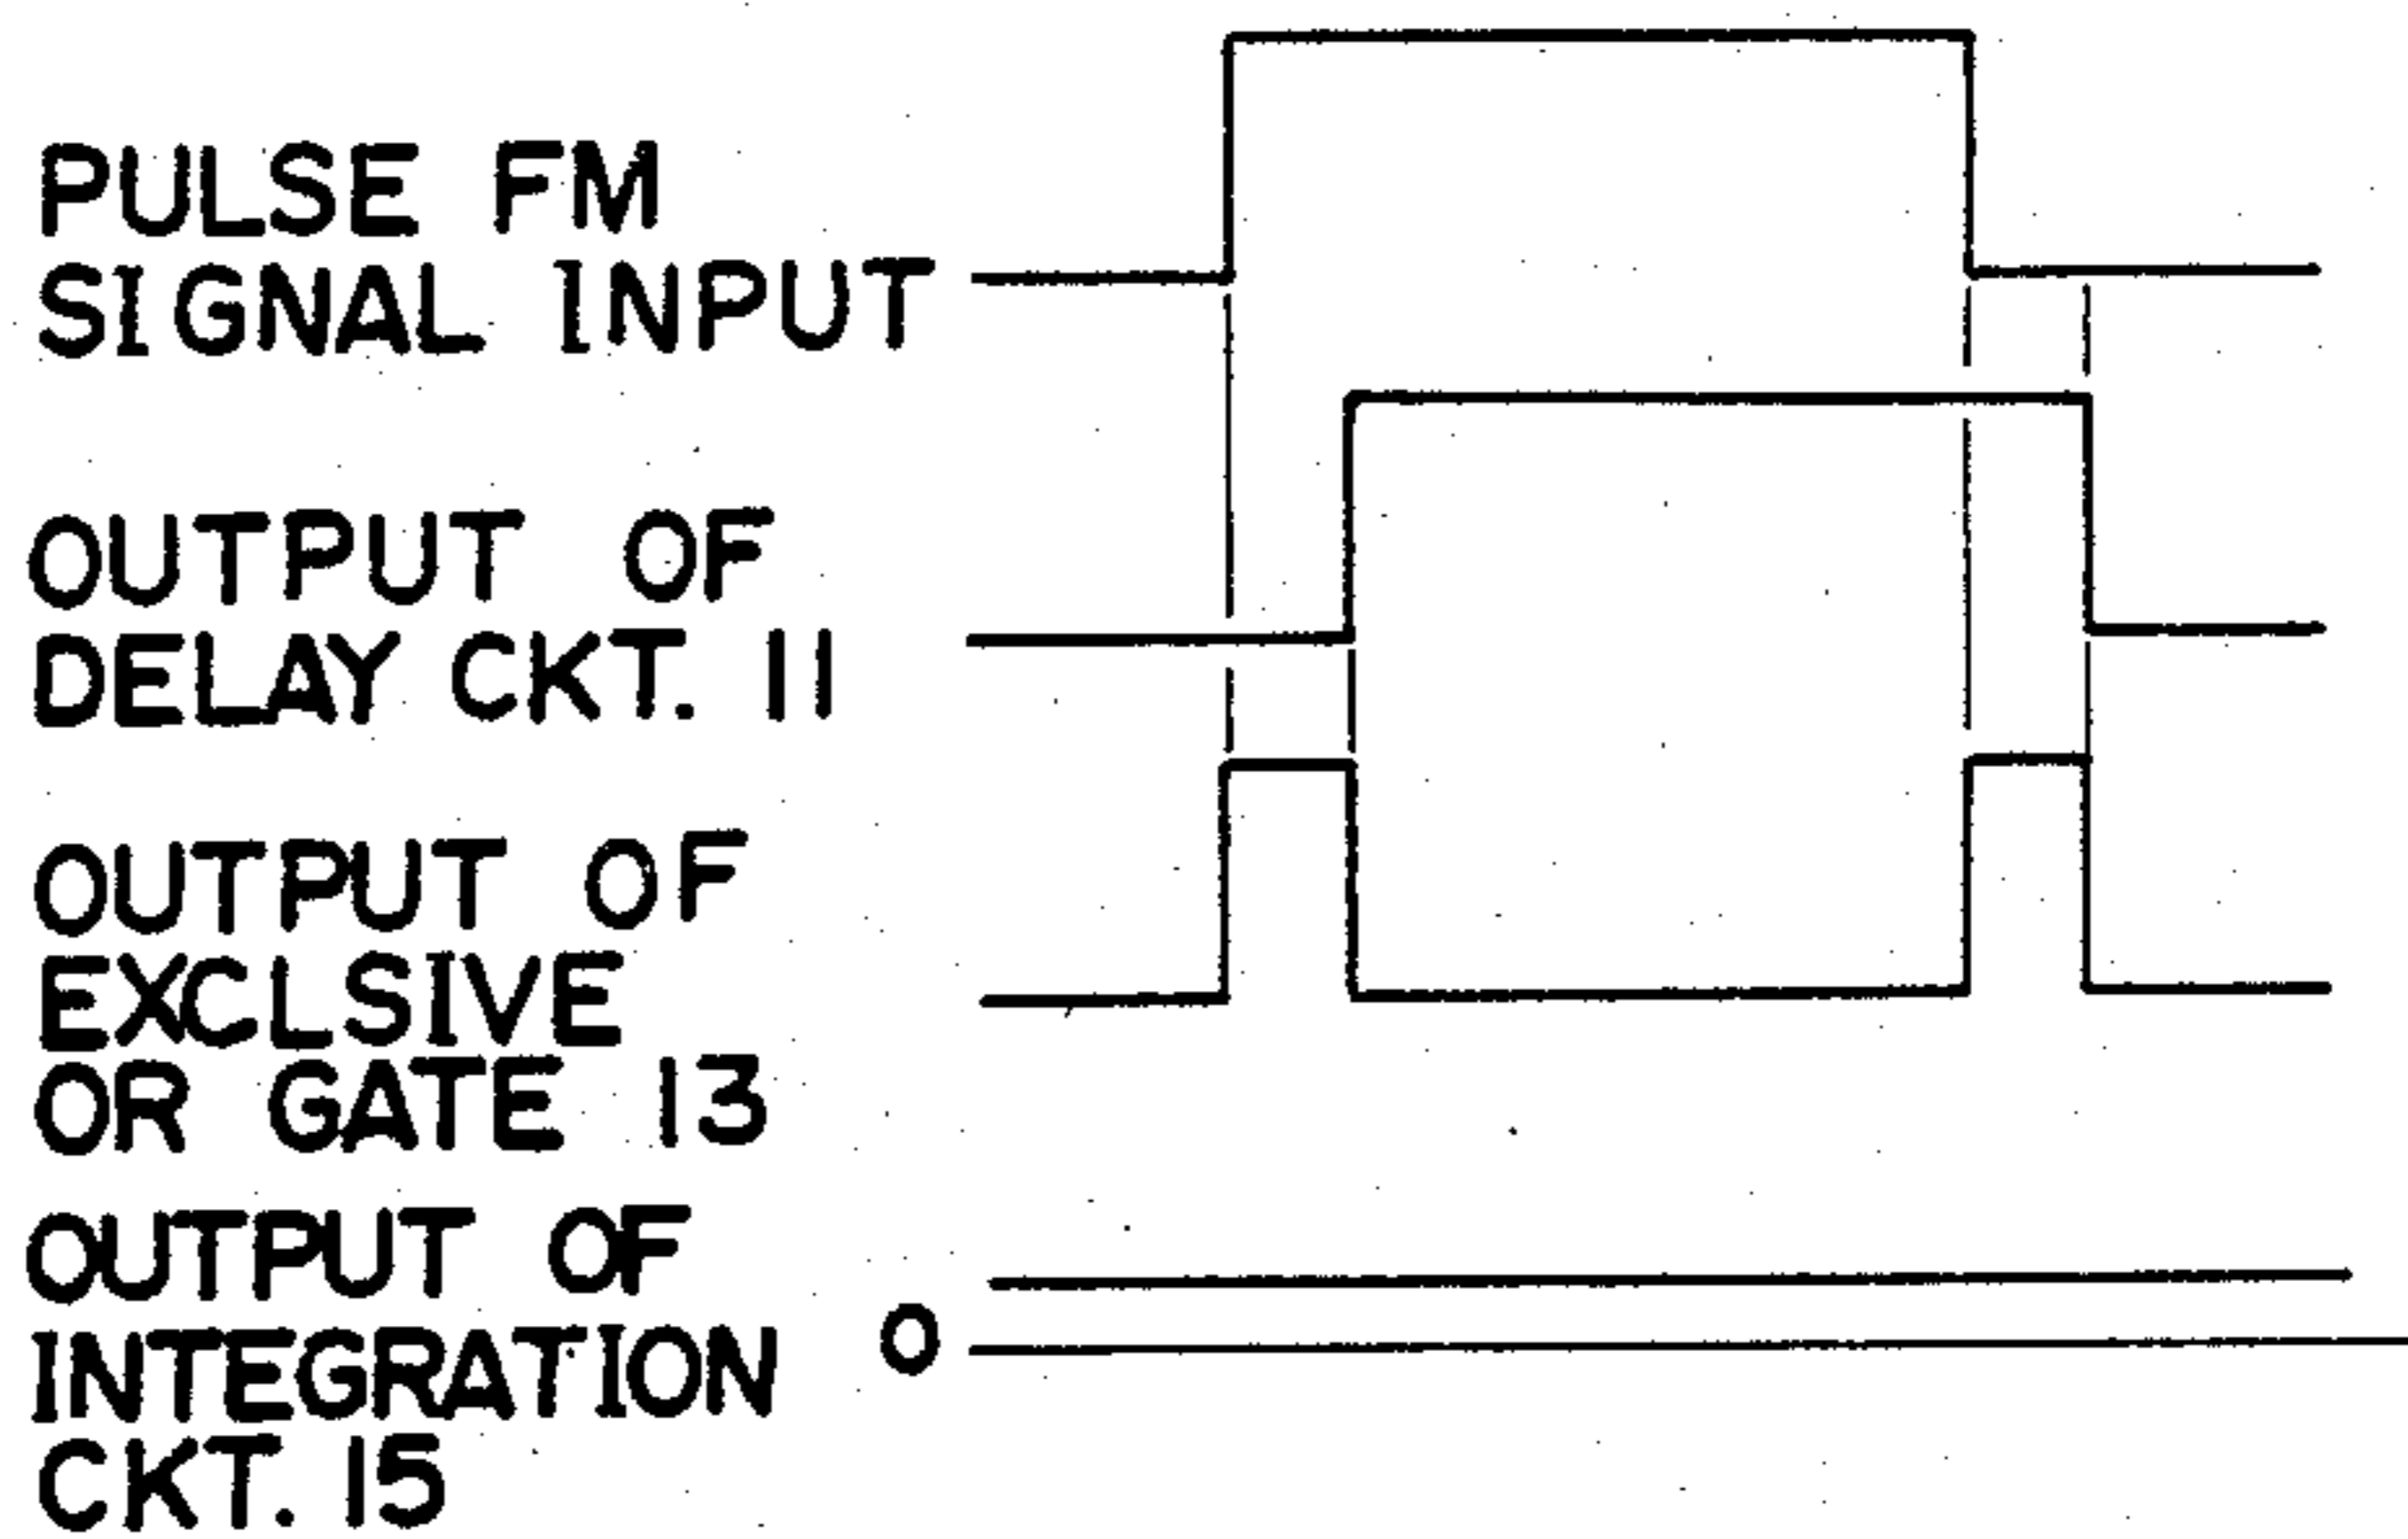 PULSE FM
SIGNAL INPUT
OUTPUT OF
DELAY CKT. 11
OUTPUT OF
EXCLSIVE
OR GATE 13
OUTPUT OF
INTEGRATION
CKT. 15
0